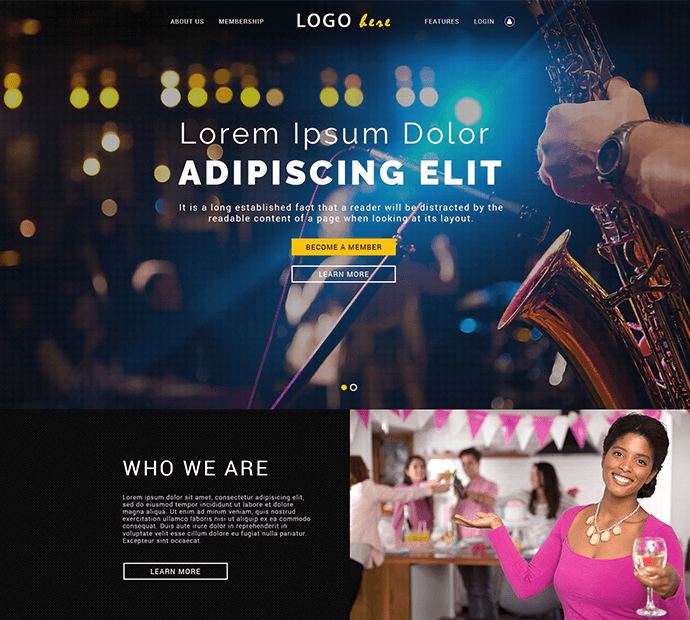 ABOUT US MEMBERSHIP LOGO here FEATURES LOGIN
Lorem Ipsum Dolor
ADIPISCING ELIT
It is a long established fact that a reader will be distracted by the
readable content of a page when looking at its layout.
BECOME A MEMBER
LEARN MORE
WHO WE ARE
Lorem ipsum dolor sit amet, consectetur adipisicing elit,
sed do eiusmod tempor incididunt ut labore et dolore
magna aliqua. Ut enim ad minim veniam, quis nostrud
exercitation ullamco laboris nisi ut aliquip ex ea commodo
consequat. Duis aute irure dolor in reprehenderit in
voluptate velit esse cillum dolore eu fugiat nulla pariatur.
Excepteur sint occaecat.
LEARN MORE